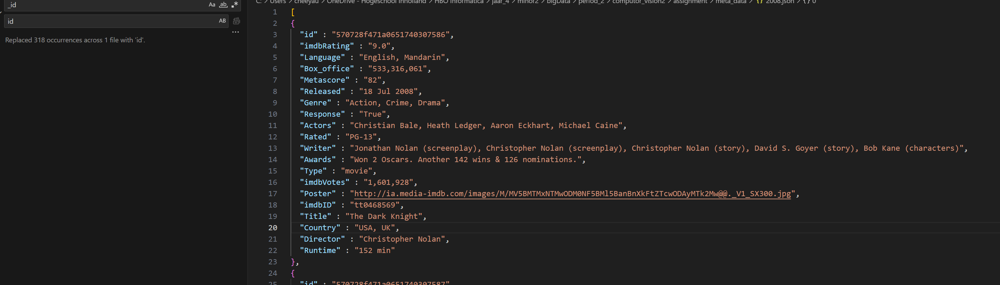 _id Aa ab .*
id AB
Replaced 318 occurrences across 1 file with 'id'.
C: > Users > cheeyau > OneDrive - Hogeschool Inholland > HBO Informatica > jaar_4 > minor2 > bigData > period_2 > computor_vision2 > assignment > meta_data > {} 2008.json > {} 0
1 [
2 {
3 "id" : "570728f471a0651740307586",
4 "imdbRating" : "9.0",
5 "Language" : "English, Mandarin",
6 "Box_office" : "533,316,061",
7 "Metascore" : "82",
8 "Released" : "18 Jul 2008",
9 "Genre" : "Action, Crime, Drama",
10 "Response" : "True",
11 "Actors" : "Christian Bale, Heath Ledger, Aaron Eckhart, Michael Caine",
12 "Rated" : "PG-13",
13 "Writer" : "Jonathan Nolan (screenplay), Christopher Nolan (screenplay), Christopher Nolan (story), David S. Goyer (story), Bob Kane (characters)",
14 "Awards" : "Won 2 Oscars. Another 142 wins & 126 nominations.",
15 "Type" : "movie",
16 "imdbVotes" : "1,601,928",
17 "Poster" : "http://ia.media-imdb.com/images/M/MV5BMTMxNTMwODM0NF5BMl5BanBnXkFtZTcwODAyMTk2Mw@@._V1_SX300.jpg",
18 "imdbID" : "tt0468569",
19 "Title" : "The Dark Knight",
20 "Country" : "USA, UK",
21 "Director" : "Christopher Nolan",
22 "Runtime" : "152 min"
23 },
24 {
25 "id" : "570728f471a0651740307587"